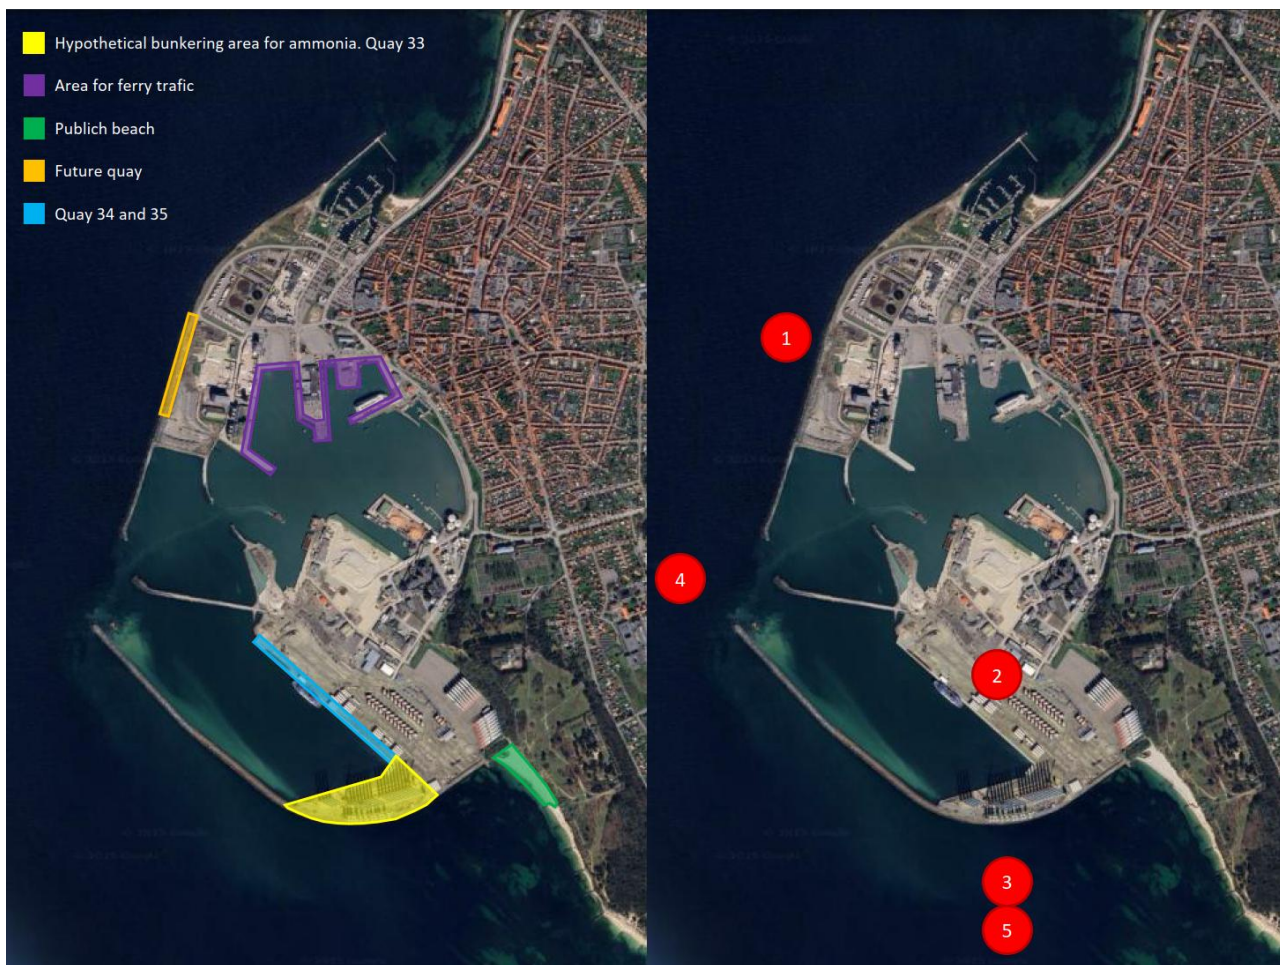 Hypothetical bunkering area for ammonia. Quay 33
Area for ferry trafic
Publich beach
Future quay
Quay 34 and 35
1
4
2
3
5